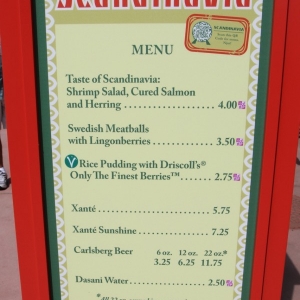 Scandinavia
SCANDINAVIA
MENU
Taste of Scandinavia:
Shrimp Salad, Cured Salmon
and Herring ...................... 4.00
Swedish Meatballs
with Lingonberries ............... 3.50
V Rice Pudding with Driscoll's®
Only The Finest Berries™....... 2.75
Xanté ........................... 5.75
Xanté Sunshine ................. 7.25
Carlsberg Beer 6 oz. 12 oz. 22 oz.*
3.25 6.25 11.75
Dasani Water ................... 2.50